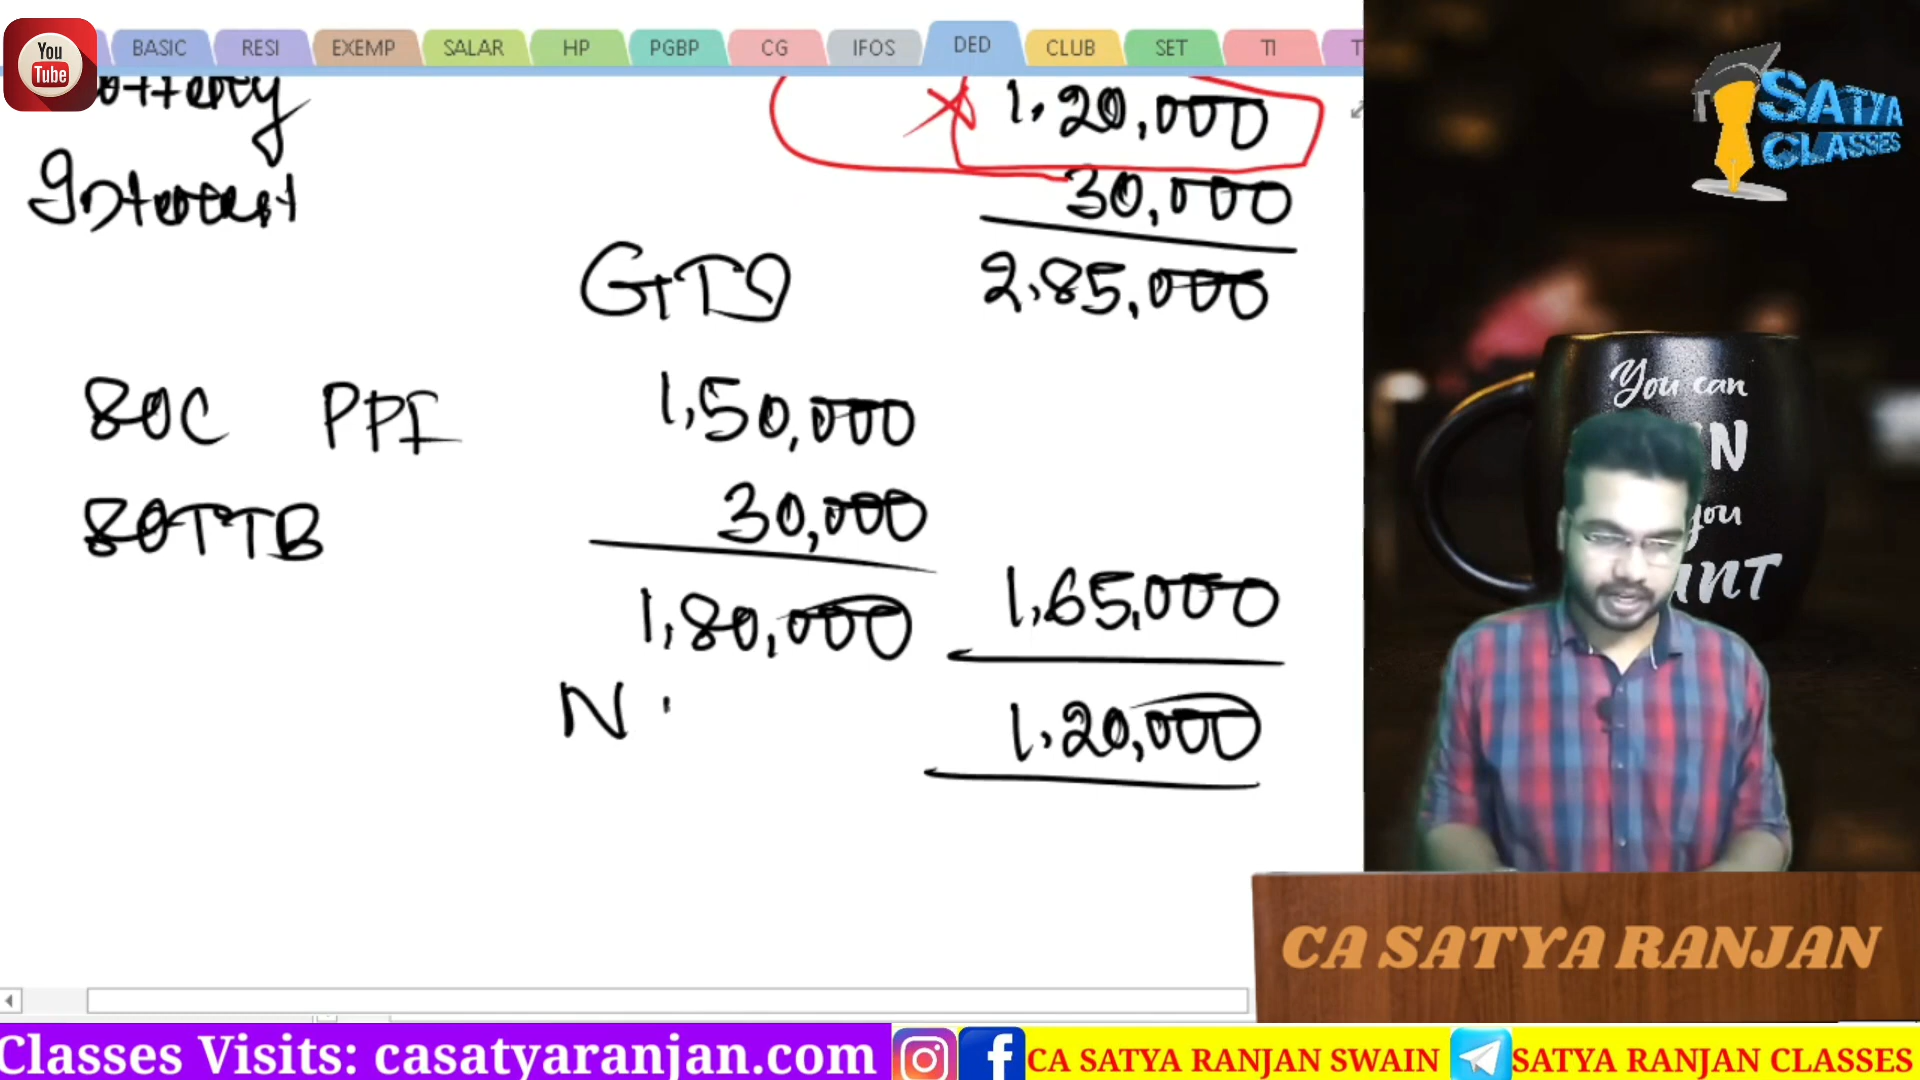 You
Tube
BASIC RESI EXEMP SALAR HP PGBP CG IFOS DED CLUB SET TI T
1,20,000
Interest 30,000
GTI 2,85,000
80C PPF 1,50,000
80TTB 30,000
1,80,000 1,65,000
N. 1,20,000
SATYA
CLASSES
You can
N
you
NT
CA SATYA RANJAN
Classes Visits: casatyaranjan.com
CA SATYA RANJAN SWAIN
SATYA RANJAN CLASSES